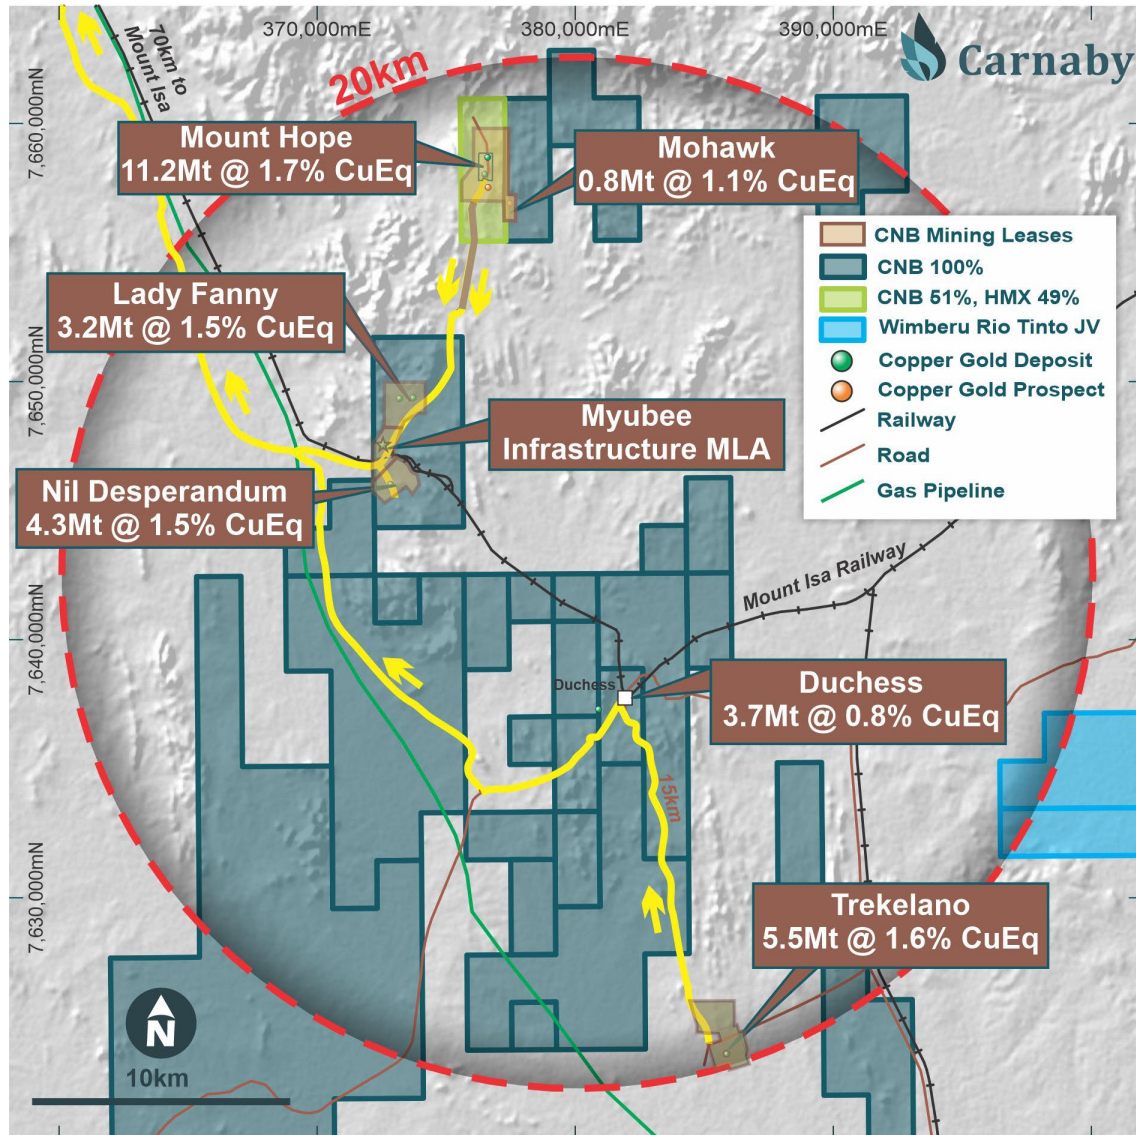 370,000mE
380,000mE
390,000mE
Carnaby
70km to
Mount Isa
20km
7,660,000mN
Mount Hope
11.2Mt @ 1.7% CuEq
Mohawk
0.8Mt @ 1.1% CuEq
CNB Mining Leases
CNB 100%
CNB 51%, HMX 49%
Wimberu Rio Tinto JV
Copper Gold Deposit
Copper Gold Prospect
Railway
Road
Gas Pipeline
Lady Fanny
3.2Mt @ 1.5% CuEq
7,650,000mN
Myubee
Infrastructure MLA
Nil Desperandum
4.3Mt @ 1.5% CuEq
Mount Isa Railway
7,640,000mN
Duchess
Duchess
3.7Mt @ 0.8% CuEq
15km
7,630,000mN
Trekelano
5.5Mt @ 1.6% CuEq
N
10km